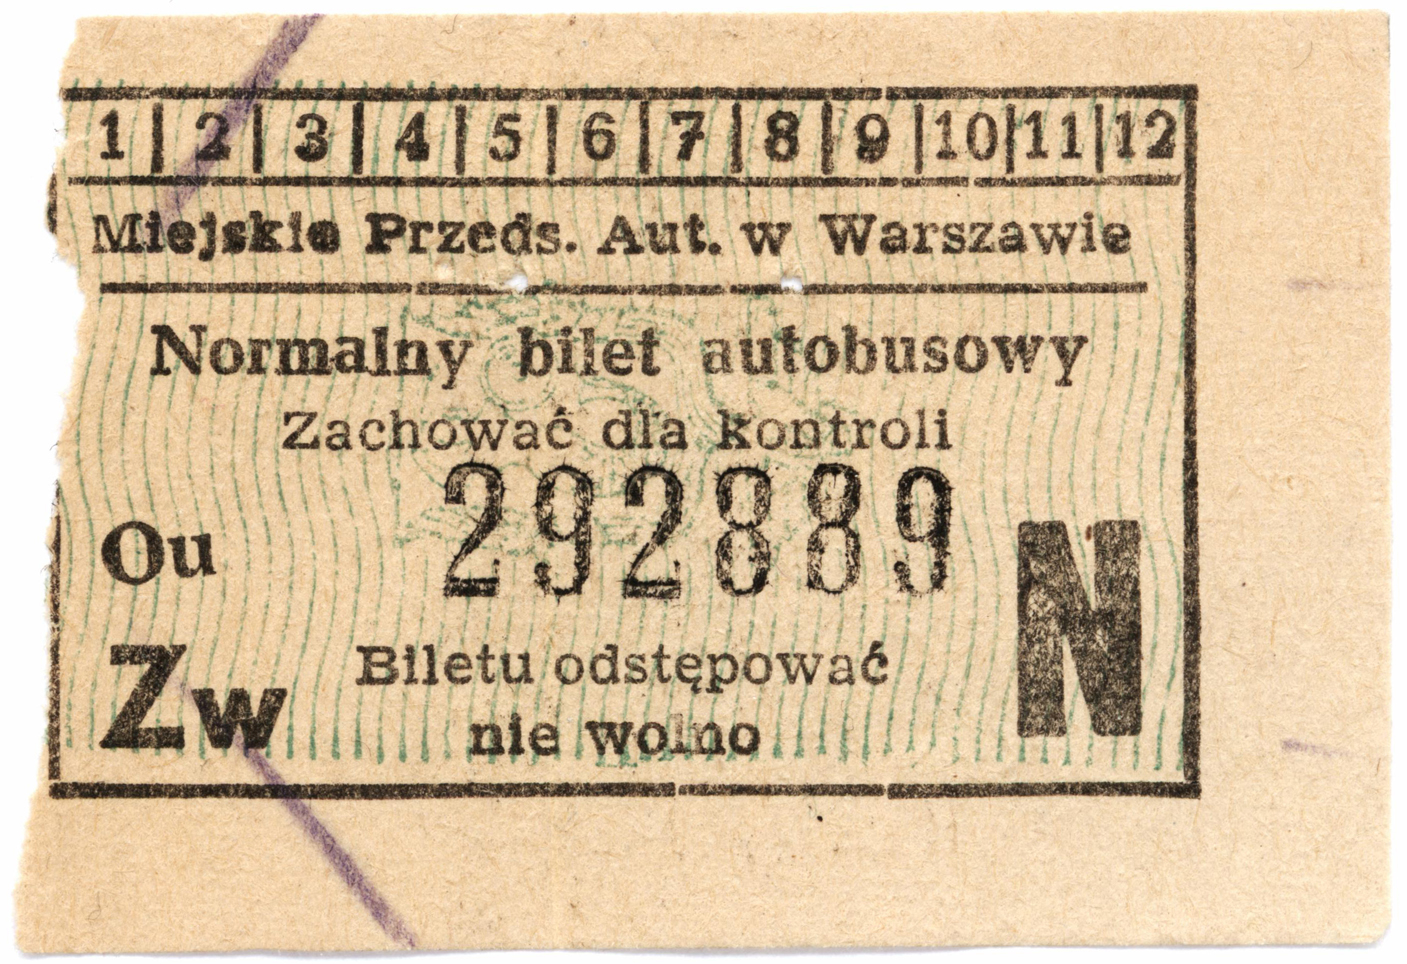 1 | 2 | 3 | 4 | 5 | 6 | 7 | 8 | 9 | 10 | 11 | 12
Miejskie Przeds. Aut. w Warszawie
Normalny bilet autobusowy
Zachować dla kontroli
Ou 292889
N
Zw Biletu odstępować
nie wolno